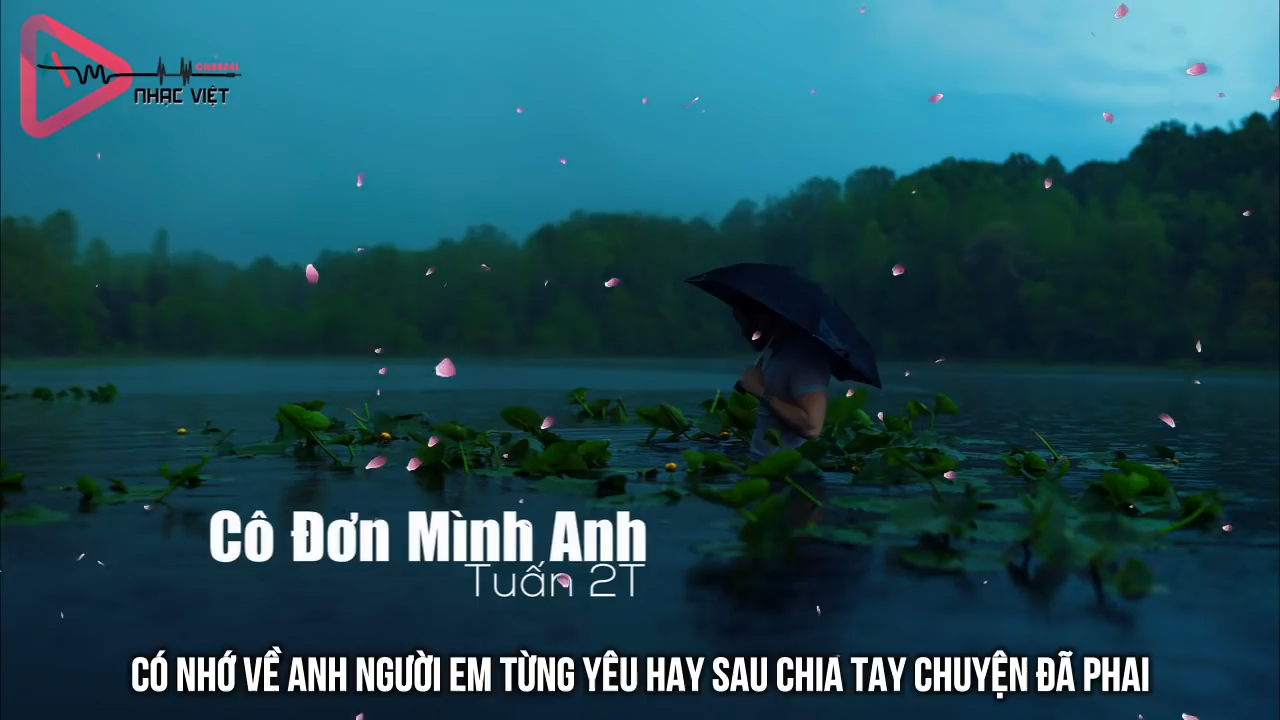 CHANNEL
NHẠC VIỆT
Cô Đơn Mình Anh
Tuấn 2T
CÓ NHỚ VỀ ANH NGƯỜI EM TỪNG YÊU HAY SAU CHIA TAY CHUYỆN ĐÃ PHAI